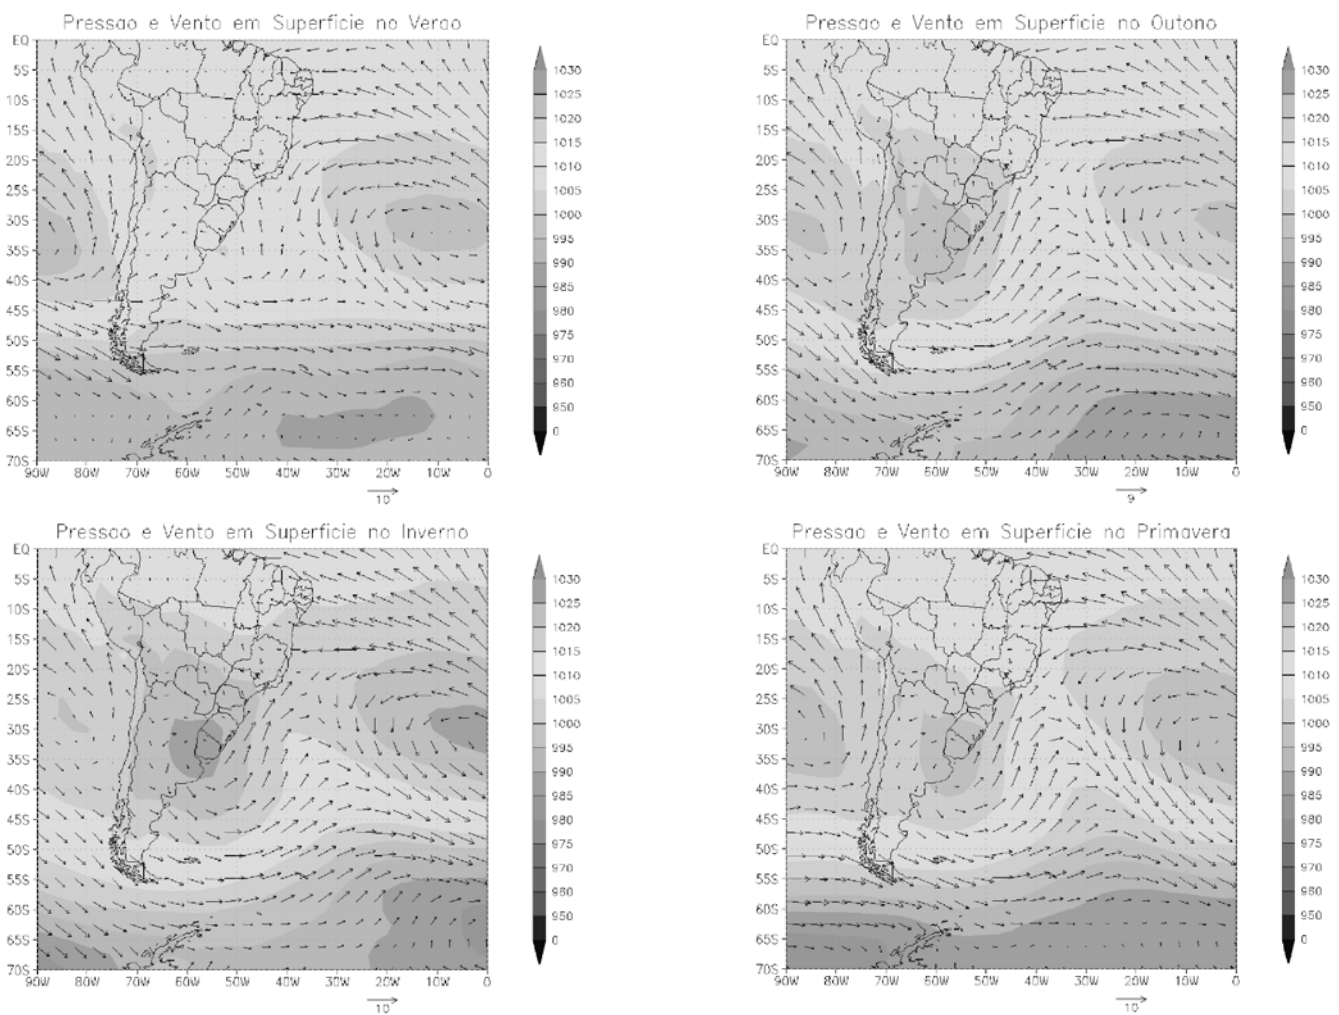 Pressao e Vento em Superficie no Verao
EQ
5S
10S
15S
20S
25S
30S
35S
40S
45S
50S
55S
60S
65S
70S
90W 80W 70W 60W 50W 40W 30W 20W 10W 0
10
1030
1025
1020
1015
1010
1005
1000
995
990
985
980
975
970
960
950
0
Pressao e Vento em Superficie no Outono
EQ
5S
10S
15S
20S
25S
30S
35S
40S
45S
50S
55S
60S
65S
70S
90W 80W 70W 60W 50W 40W 30W 20W 10W 0
9
1030
1025
1020
1015
1010
1005
1000
995
990
985
980
975
970
960
950
0
Pressao e Vento em Superficie no Inverno
EQ
5S
10S
15S
20S
25S
30S
35S
40S
45S
50S
55S
60S
65S
70S
90W 80W 70W 60W 50W 40W 30W 20W 10W 0
10
1030
1025
1020
1015
1010
1005
1000
995
990
985
980
975
970
960
950
0
Pressao e Vento em Superficie na Primavera
EQ
5S
10S
15S
20S
25S
30S
35S
40S
45S
50S
55S
60S
65S
70S
90W 80W 70W 60W 50W 40W 30W 20W 10W 0
10
1030
1025
1020
1015
1010
1005
1000
995
990
985
980
975
970
960
950
0